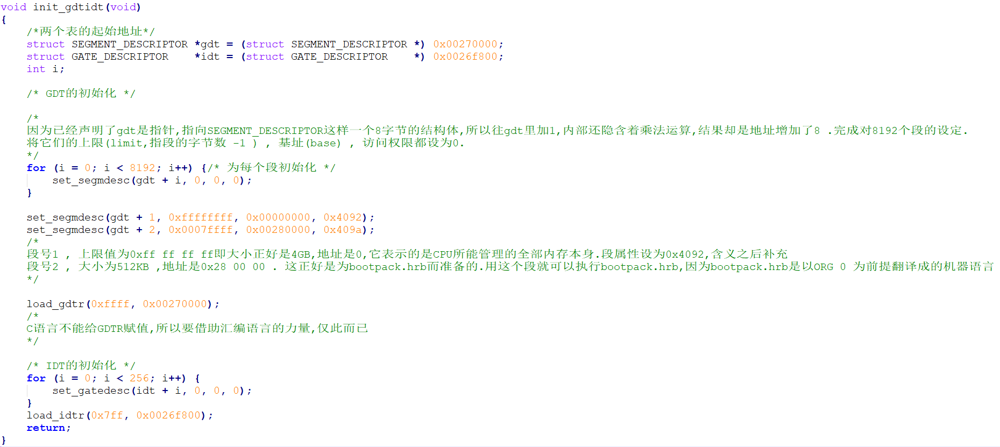 void init_gdtidt(void)
{
    /*两个表的起始地址*/
    struct SEGMENT_DESCRIPTOR *gdt = (struct SEGMENT_DESCRIPTOR *) 0x00270000;
    struct GATE_DESCRIPTOR    *idt = (struct GATE_DESCRIPTOR    *) 0x0026f800;
    int i;

    /* GDT的初始化 */

    /*
    因为已经声明了gdt是指针,指向SEGMENT_DESCRIPTOR这样一个8字节的结构体,所以往gdt里加1,内部还隐含着乘法运算,结果却是地址增加了8 .完成对8192个段的设定.
    将它们的上限(limit,指段的字节数 -1 ) , 基址(base) , 访问权限都设为0.
    */
    for (i = 0; i < 8192; i++) {/* 为每个段初始化 */
        set_segmdesc(gdt + i, 0, 0, 0);
    }

    set_segmdesc(gdt + 1, 0xffffffff, 0x00000000, 0x4092);
    set_segmdesc(gdt + 2, 0x0007ffff, 0x00280000, 0x409a);
    /*
    段号1 , 上限值为0xff ff ff ff即大小正好是4GB,地址是0,它表示的是CPU所能管理的全部内存本身.段属性设为0x4092,含义之后补充
    段号2 , 大小为512KB ,地址是0x28 00 00 . 这正好是为bootpack.hrb而准备的.用这个段就可以执行bootpack.hrb,因为bootpack.hrb是以ORG 0 为前提翻译成的机器语言
    */

    load_gdtr(0xffff, 0x00270000);
    /*
    C语言不能给GDTR赋值,所以要借助汇编语言的力量,仅此而已
    */

    /* IDT的初始化 */
    for (i = 0; i < 256; i++) {
        set_gatedesc(idt + i, 0, 0, 0);
    }
    load_idtr(0x7ff, 0x0026f800);
    return;
}